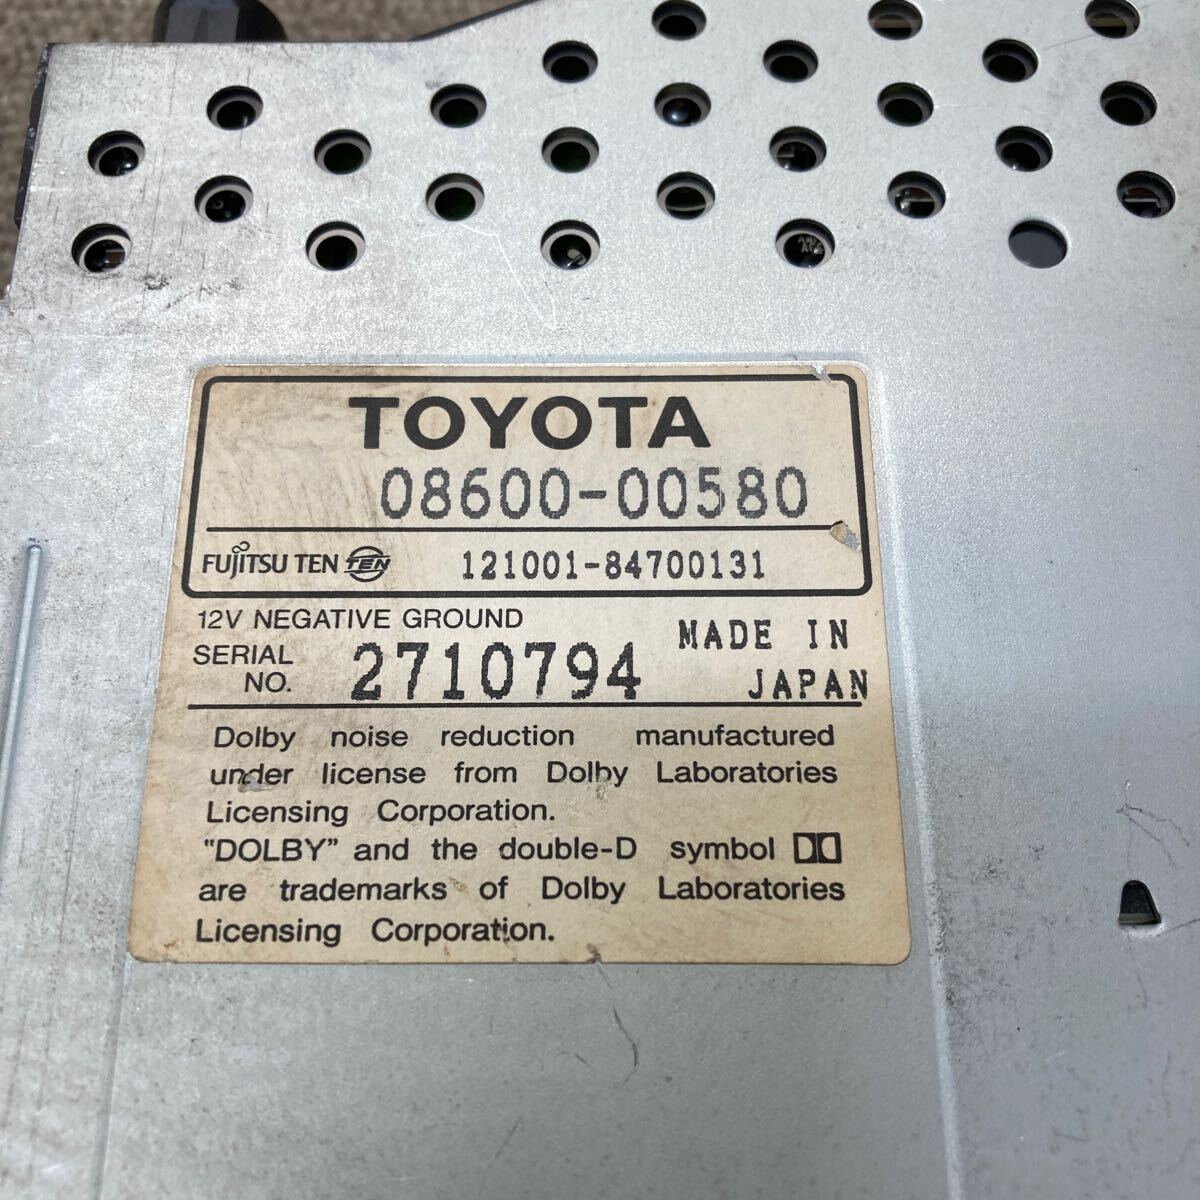 TOYOTA
08600-00580
FUJITSU TEN TEN 121001-84700131
12V NEGATIVE GROUND
SERIAL NO. 2710794 MADE IN JAPAN
Dolby noise reduction manufactured
under license from Dolby Laboratories
Licensing Corporation.
"DOLBY" and the double-D symbol
are trademarks of Dolby Laboratories
Licensing Corporation.